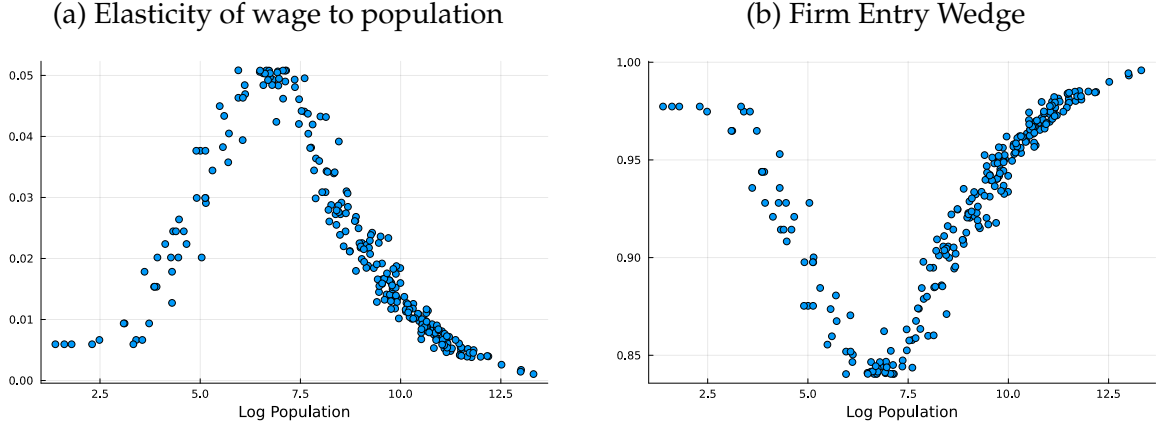 (a) Elasticity of wage to population
0.05
0.04
0.03
0.02
0.01
0.00
2.5 5.0 7.5 10.0 12.5
Log Population
(b) Firm Entry Wedge
1.00
0.95
0.90
0.85
2.5 5.0 7.5 10.0 12.5
Log Population